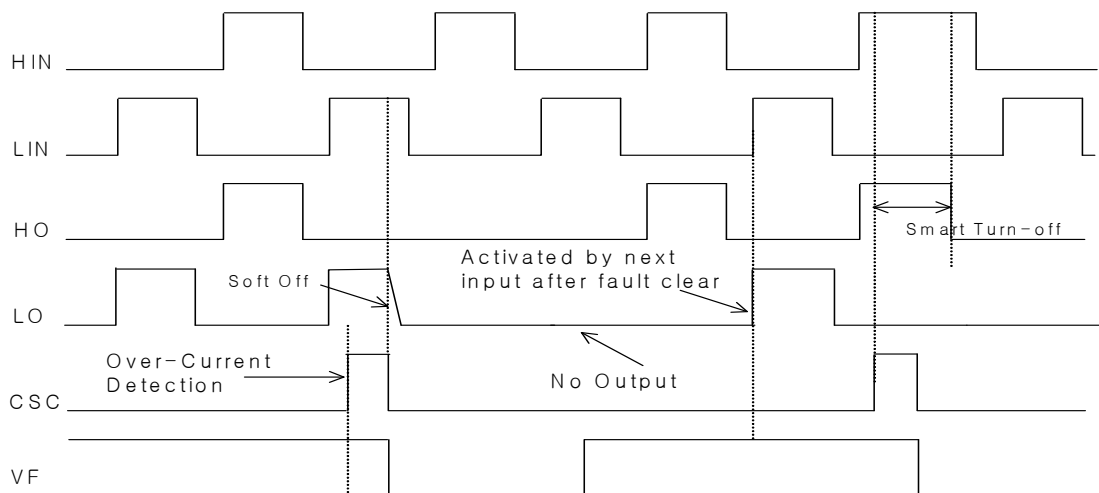 HIN
LIN
HO
Smart Turn-off
Activated by next
input after fault clear
Soft Off
LO
Over-Current
Detection
No Output
CSC
VF